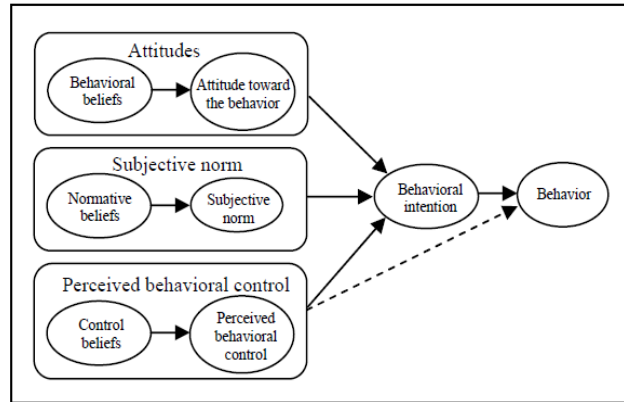 Attitudes
Behavioral
beliefs
Attitude toward
the behavior
Subjective norm
Normative
beliefs
Subjective
norm
Perceived behavioral control
Control
beliefs
Perceived
behavioral
control
Behavioral
intention
Behavior